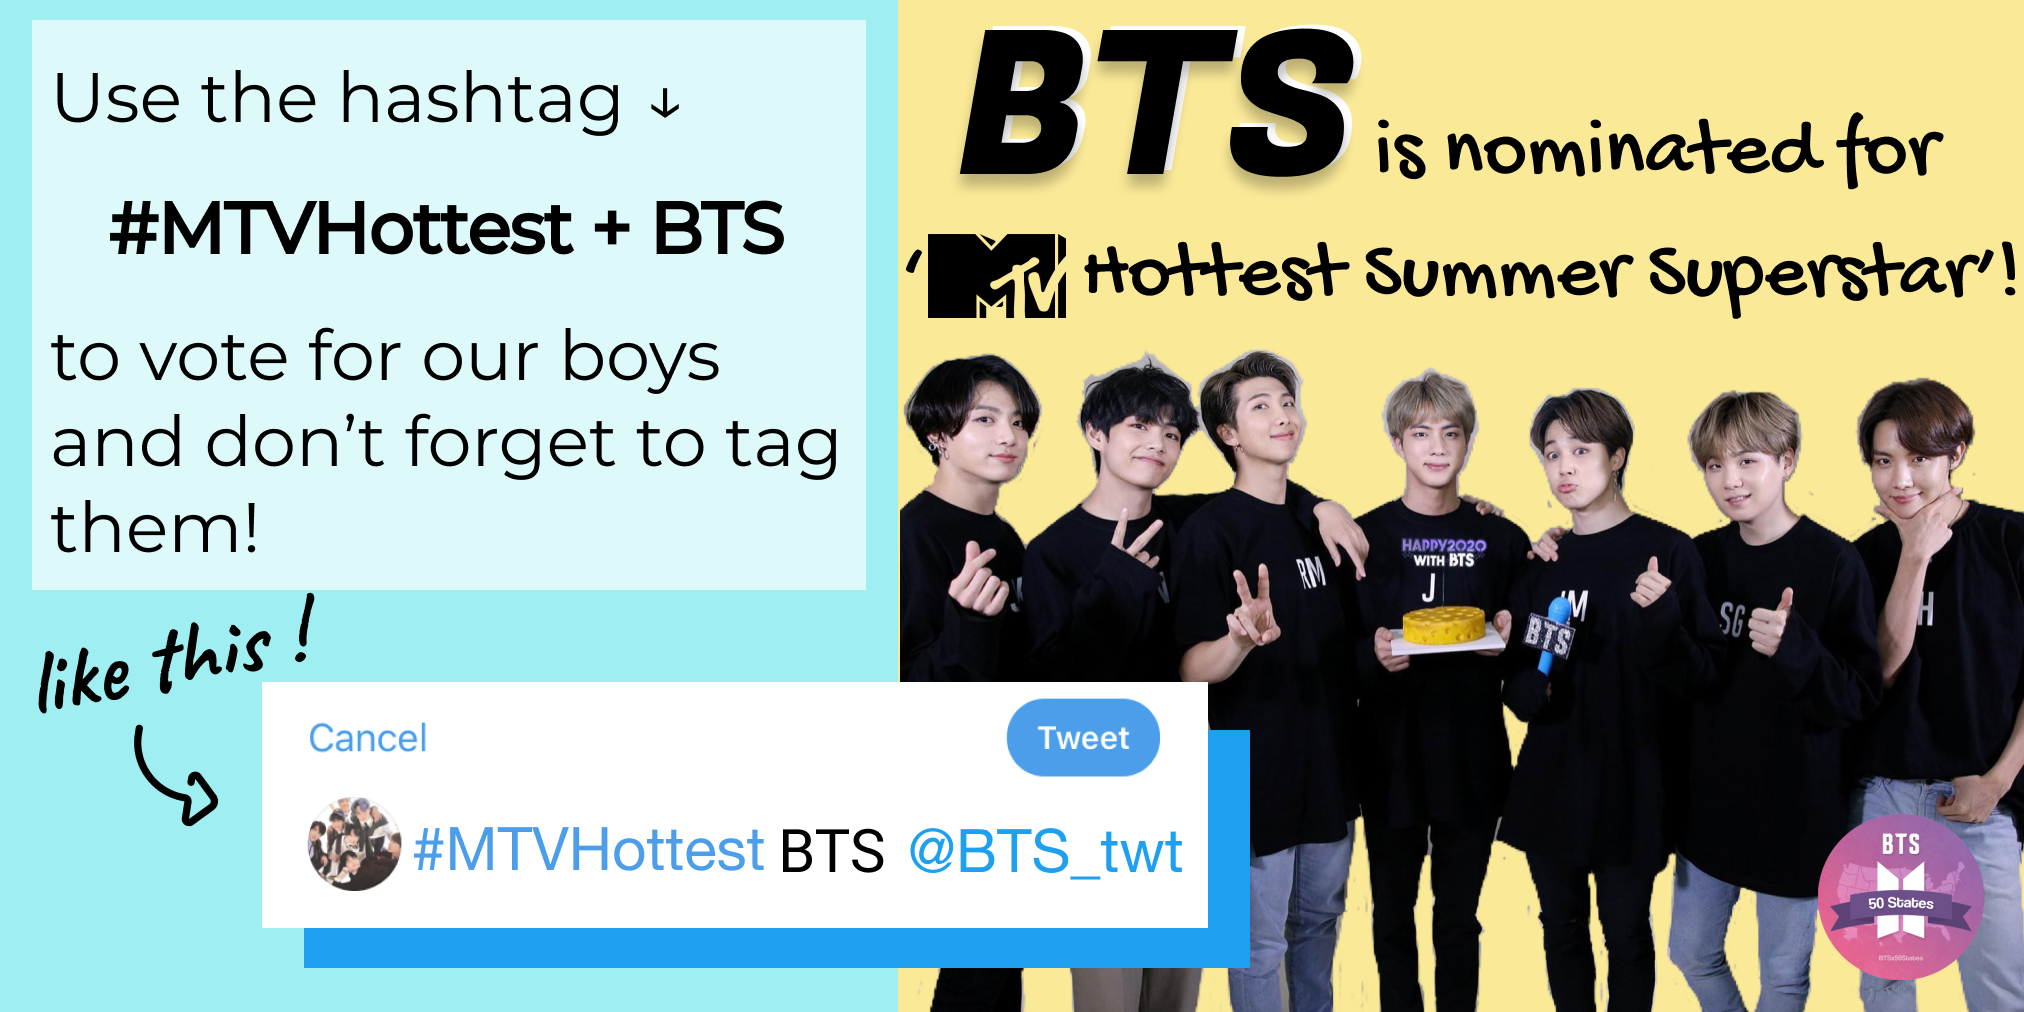 Use the hashtag ↓
#MTVHottest + BTS
to vote for our boys
and don't forget to tag
them!
like this !
Cancel
Tweet
#MTVHottest BTS @BTS_twt
BTS is nominated for
'MTV Hottest Summer Superstar'!
RM
HAPPY2020
WITH BTS
J
M
BTS
SG
H
BTS
50 States
BTSx50States